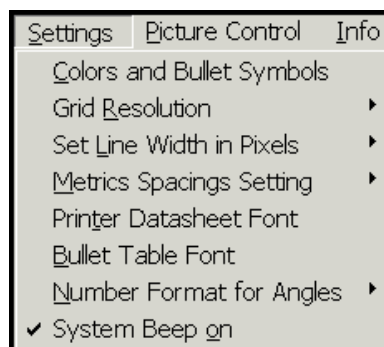 Settings Picture Control Info
Colors and Bullet Symbols
Grid Resolution
Set Line Width in Pixels
Metrics Spacings Setting
Printer Datasheet Font
Bullet Table Font
Number Format for Angles
System Beep on